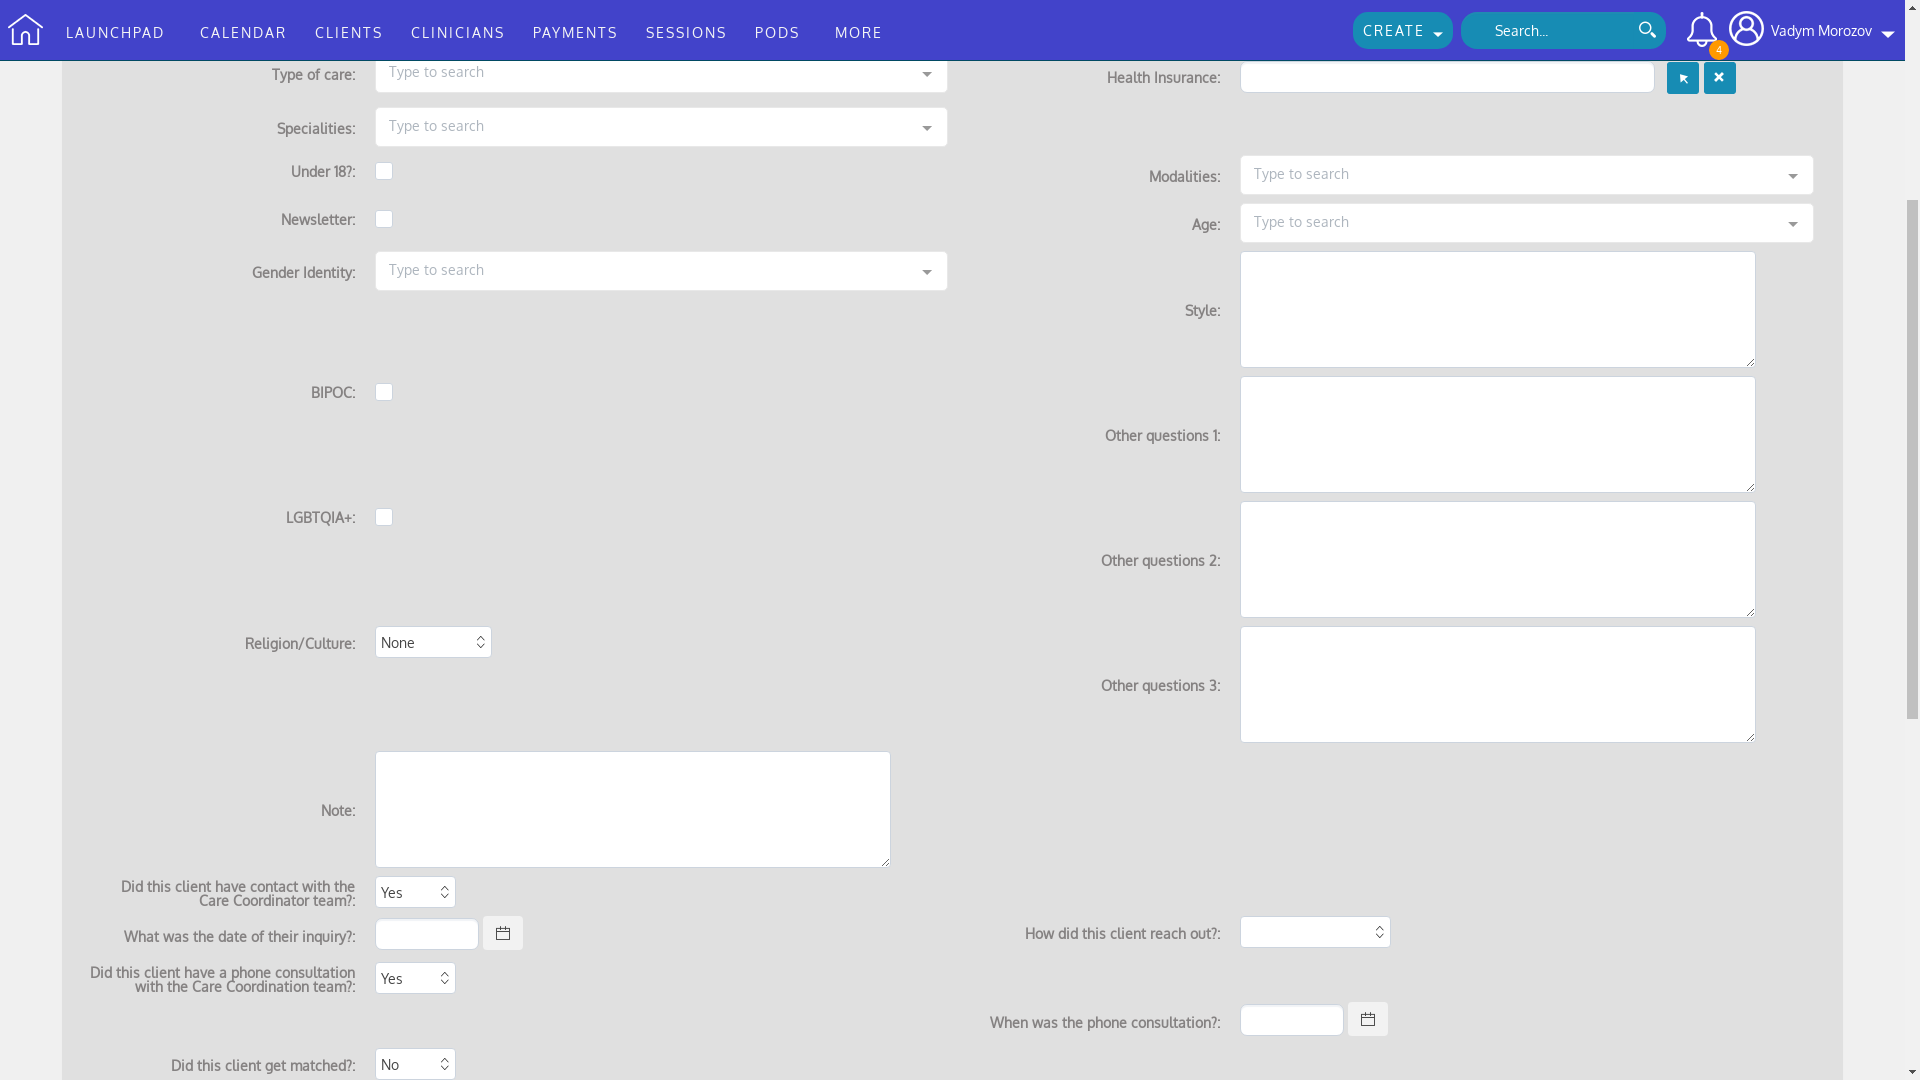 LAUNCHPAD CALENDAR CLIENTS CLINICIANS PAYMENTS SESSIONS PODS MORE CREATE Search... 4 Vadym Morozov
Type of care: Type to search Health Insurance:
Specialities: Type to search
Under 18?: Modalities: Type to search
Newsletter: Age: Type to search
Gender Identity: Type to search
Style:
BIPOC:
Other questions 1:
LGBTQIA+:
Other questions 2:
Religion/Culture: None
Other questions 3:
Note:
Did this client have contact with the
Care Coordinator team?: Yes
What was the date of their inquiry?: How did this client reach out?:
Did this client have a phone consultation
with the Care Coordination team?: Yes
When was the phone consultation?:
Did this client get matched?: No